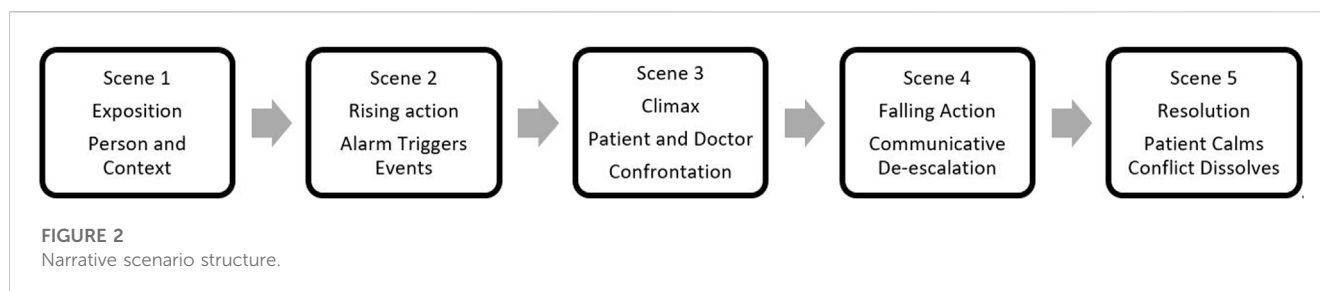 Scene 1
Exposition
Person and
Context
Scene 2
Rising action
Alarm Triggers
Events
Scene 3
Climax
Patient and Doctor
Confrontation
Scene 4
Falling Action
Communicative
De-escalation
Scene 5
Resolution
Patient Calms
Conflict Dissolves
.
FIGURE 2
Narrative scenario structure.